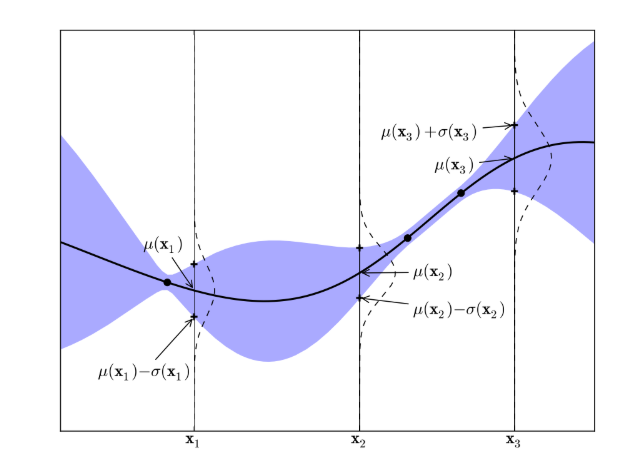 μ(x₃)+σ(x₃)
μ(x₃)
μ(x₁)
μ(x₂)
μ(x₂)−σ(x₂)
μ(x₁)−σ(x₁)
x₁ x₂ x₃